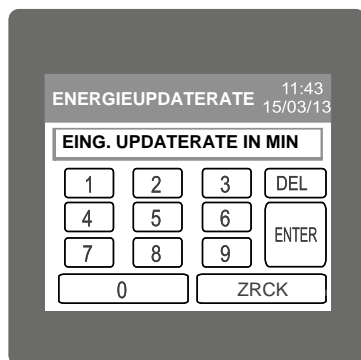 ENERGIEUPDATERATE 11:43
15/03/13
EING. UPDATERATE IN MIN
1 2 3 DEL
4 5 6 ENTER
7 8 9
0 ZRCK